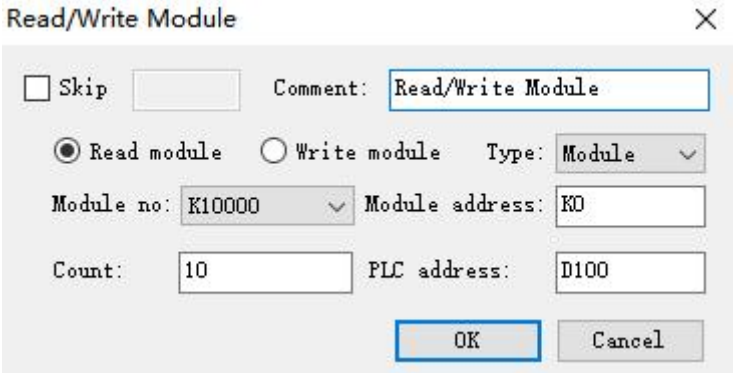 Read/Write Module
Skip Comment: Read/Write Module
Read module Write module Type: Module
Module no: K10000 Module address: K0
Count: 10 PLC address: D100
OK Cancel